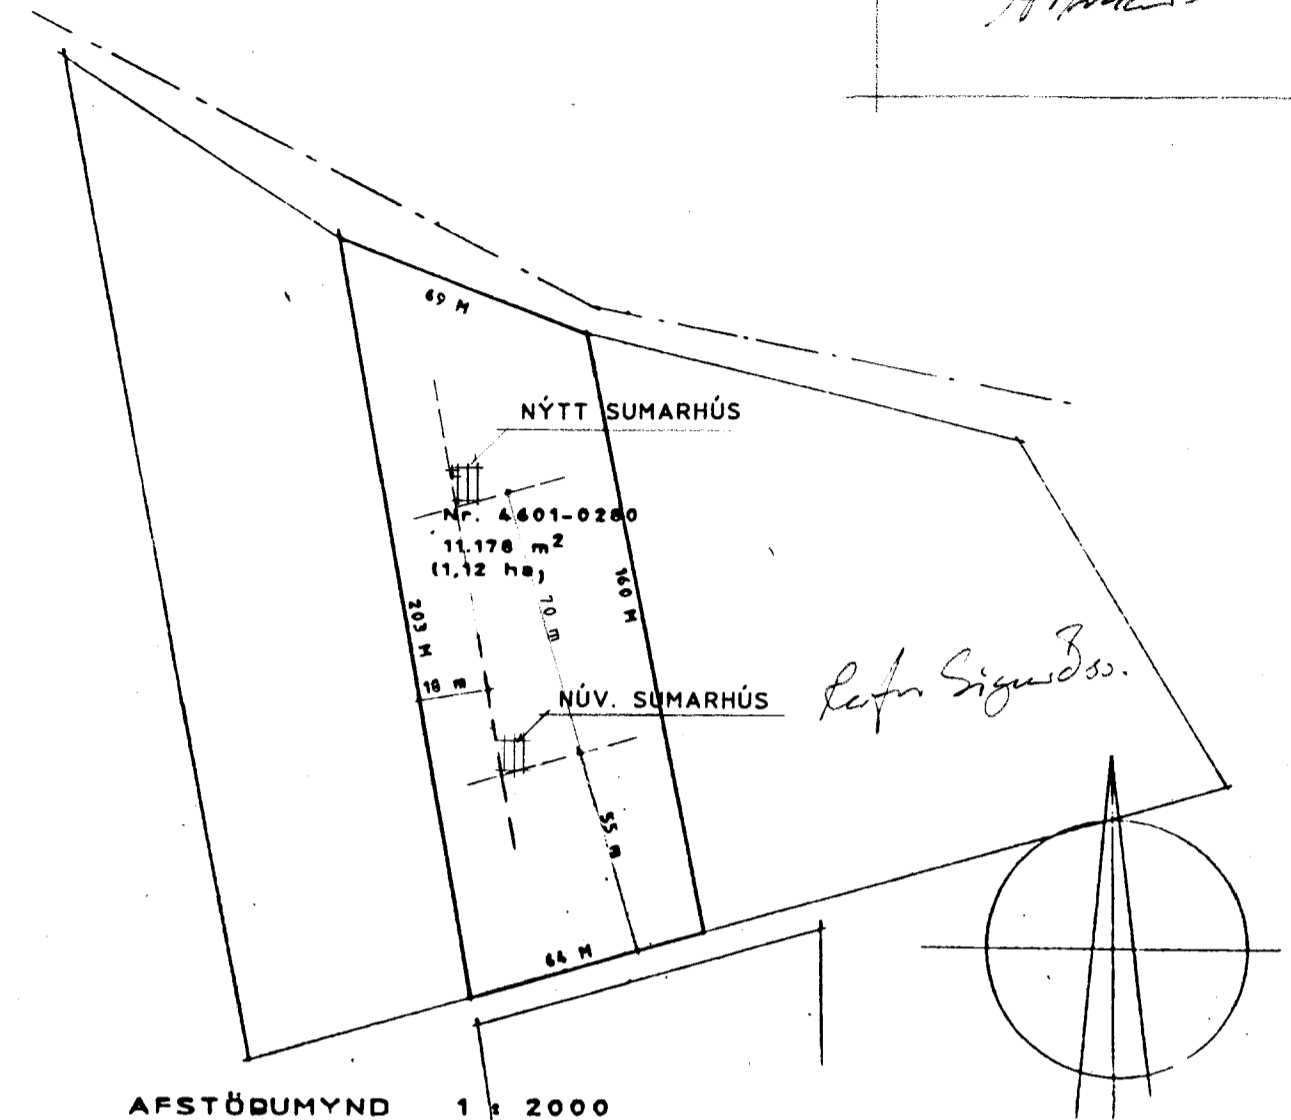 69 M
NÝTT SUMARHÚS
Nr. 4601-0280
11.178 m²
(1,12 ha)
203 M
70 m
160 M
18 m
NÚV. SUMARHÚS
55 m
64 M
AFSTÖÐUMYND 1 : 2000